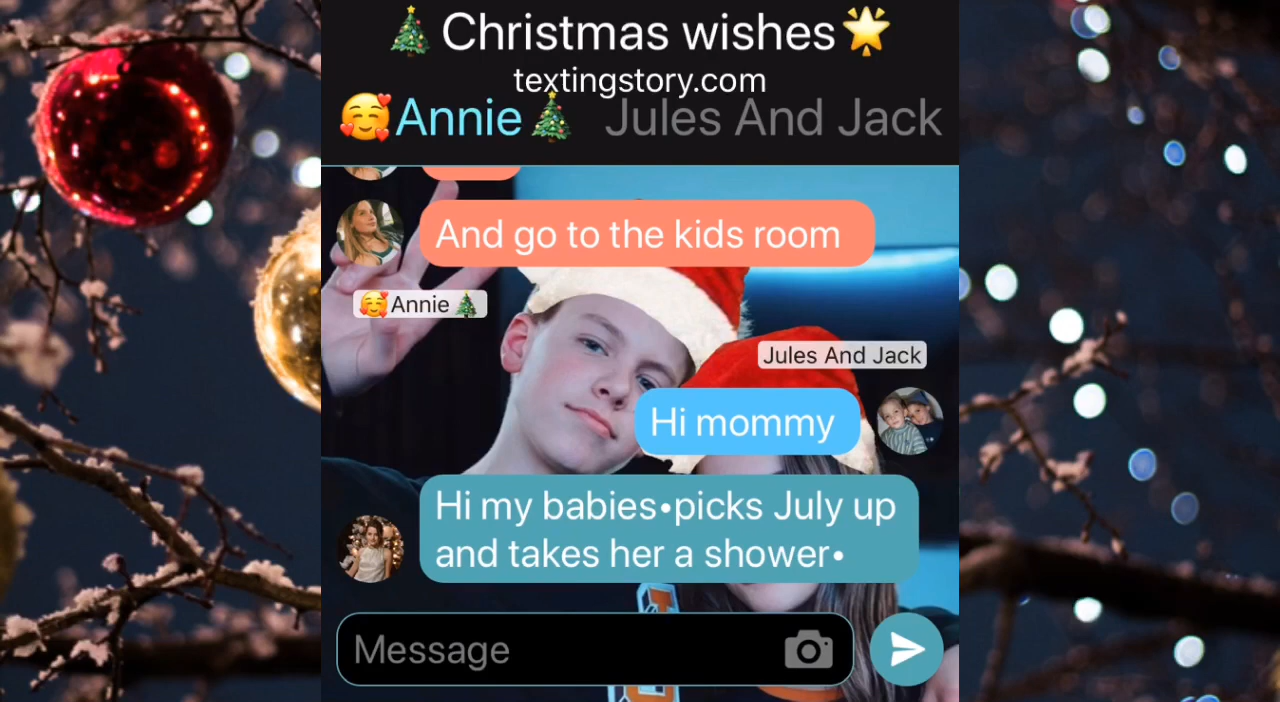 🎄Christmas wishes🌟
textingstory.com
🥰Annie🎄 Jules And Jack
And go to the kids room
🥰Annie🎄
Jules And Jack
Hi mommy
Hi my babies•picks July up
and takes her a shower•
Message